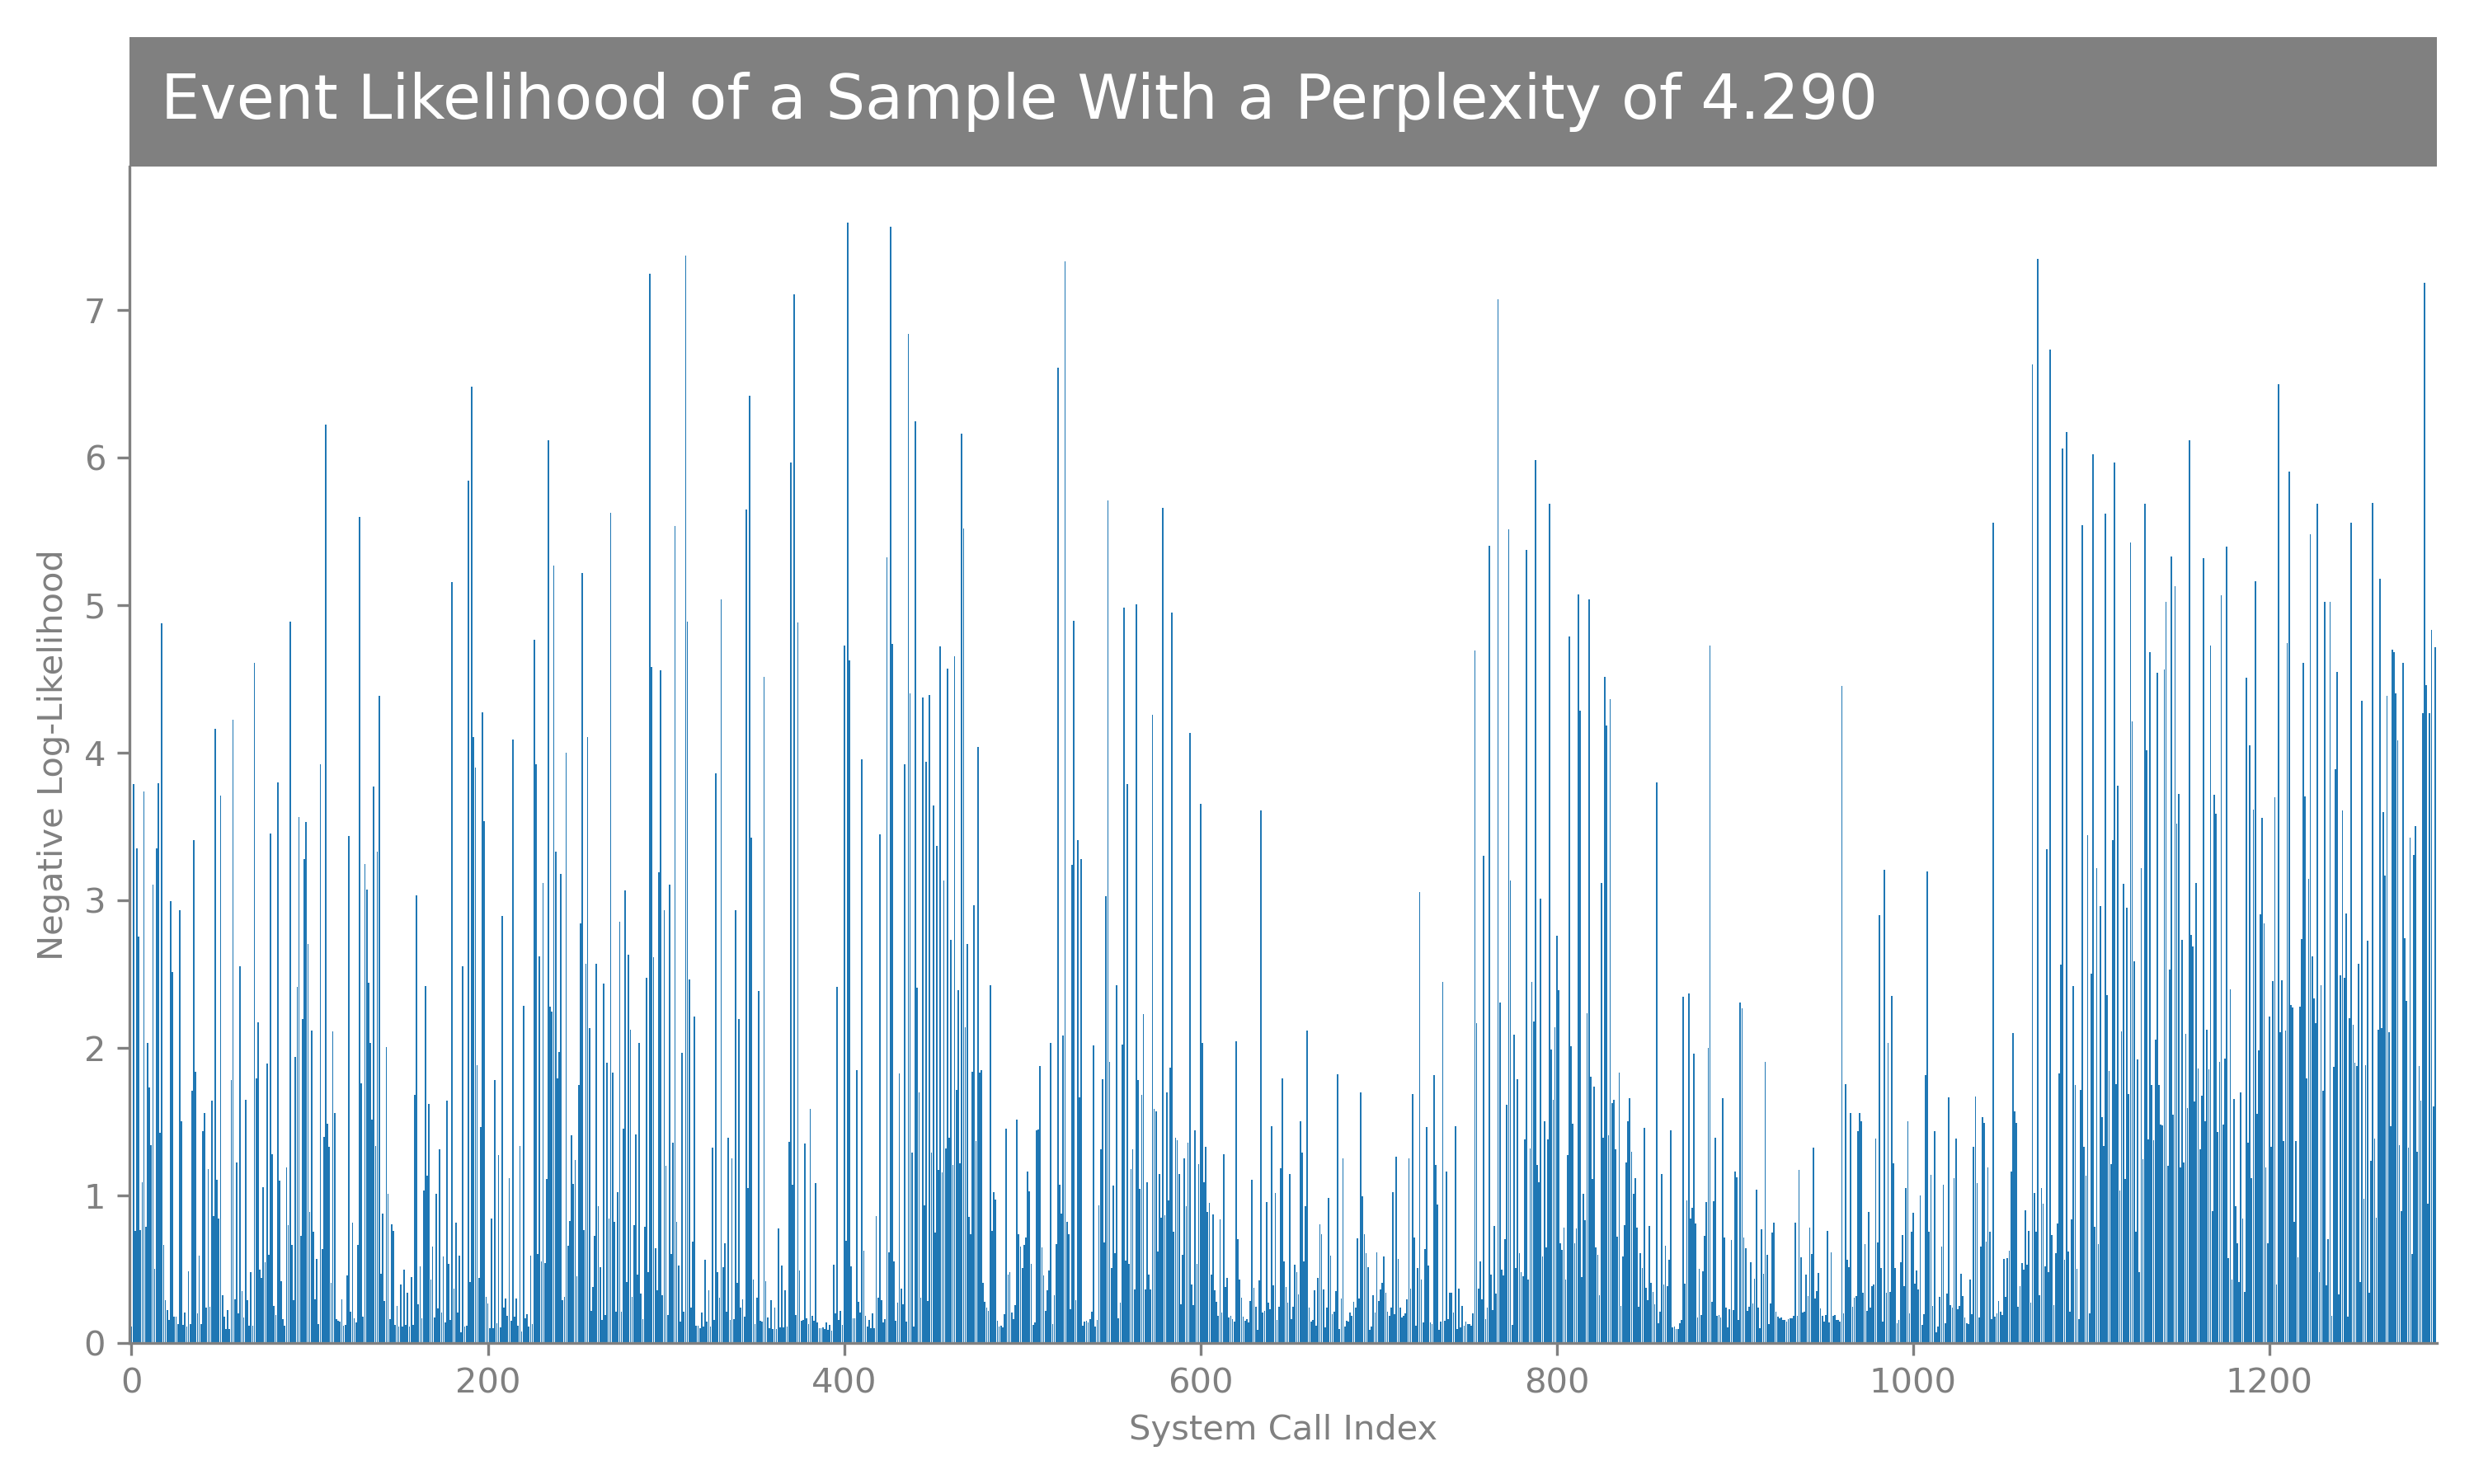 Event Likelihood of a Sample With a Perplexity of 4.290
7
6
5
4
3
2
1
0
Negative Log-Likelihood
0 200 400 600 800 1000 1200
System Call Index